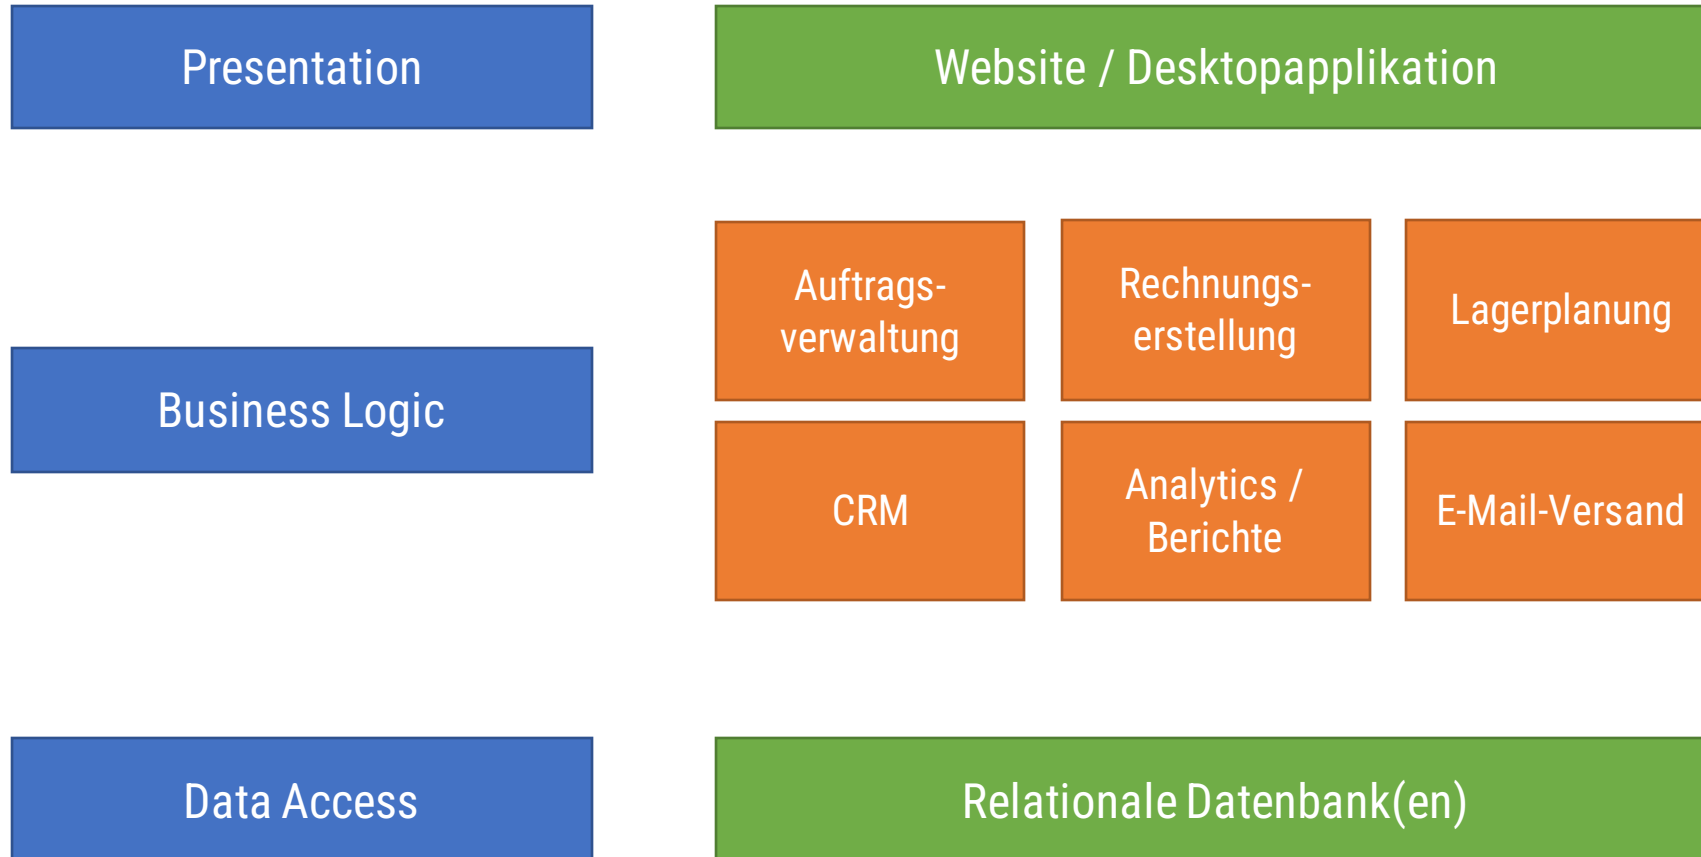 Presentation
Website / Desktopapplikation
Auftrags-
verwaltung
Rechnungs-
erstellung
Lagerplanung
Business Logic
CRM
Analytics /
Berichte
E-Mail-Versand
Data Access
Relationale Datenbank(en)